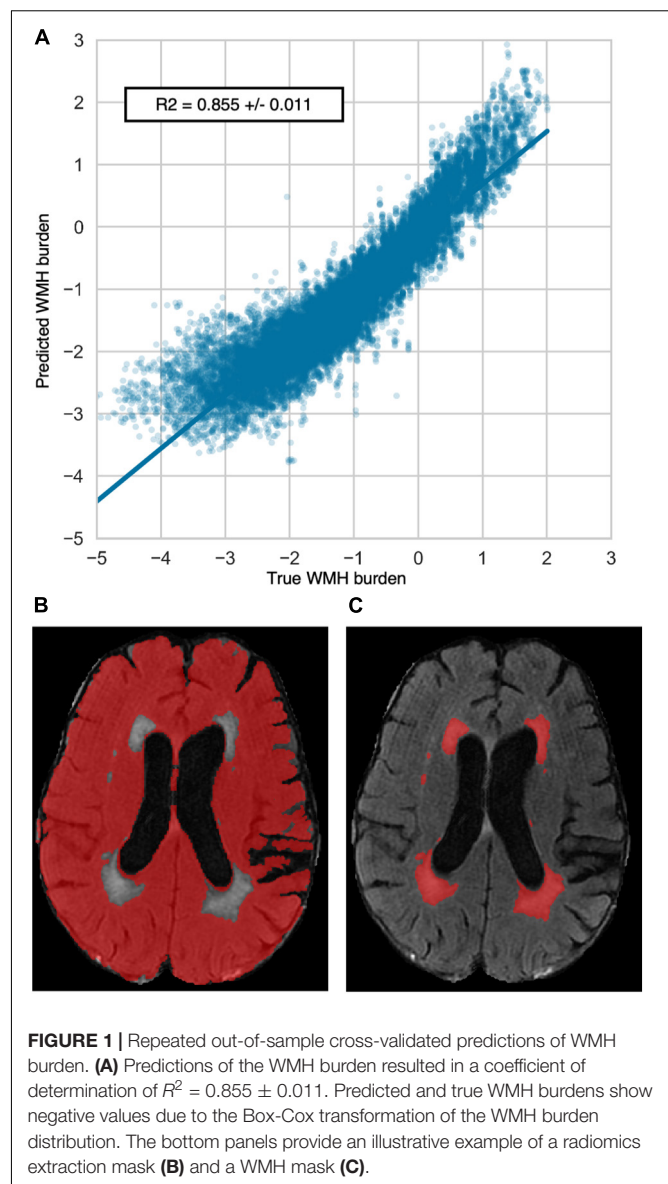 A
3
2
R2 = 0.855 +/- 0.011
1
0
−1
−2
−3
−4
−5
Predicted WMH burden
−5 −4 −3 −2 −1 0 1 2 3
True WMH burden
B C
FIGURE 1 | Repeated out-of-sample cross-validated predictions of WMH
burden. (A) Predictions of the WMH burden resulted in a coefficient of
determination of R² = 0.855 ± 0.011. Predicted and true WMH burdens show
negative values due to the Box-Cox transformation of the WMH burden
distribution. The bottom panels provide an illustrative example of a radiomics
extraction mask (B) and a WMH mask (C).